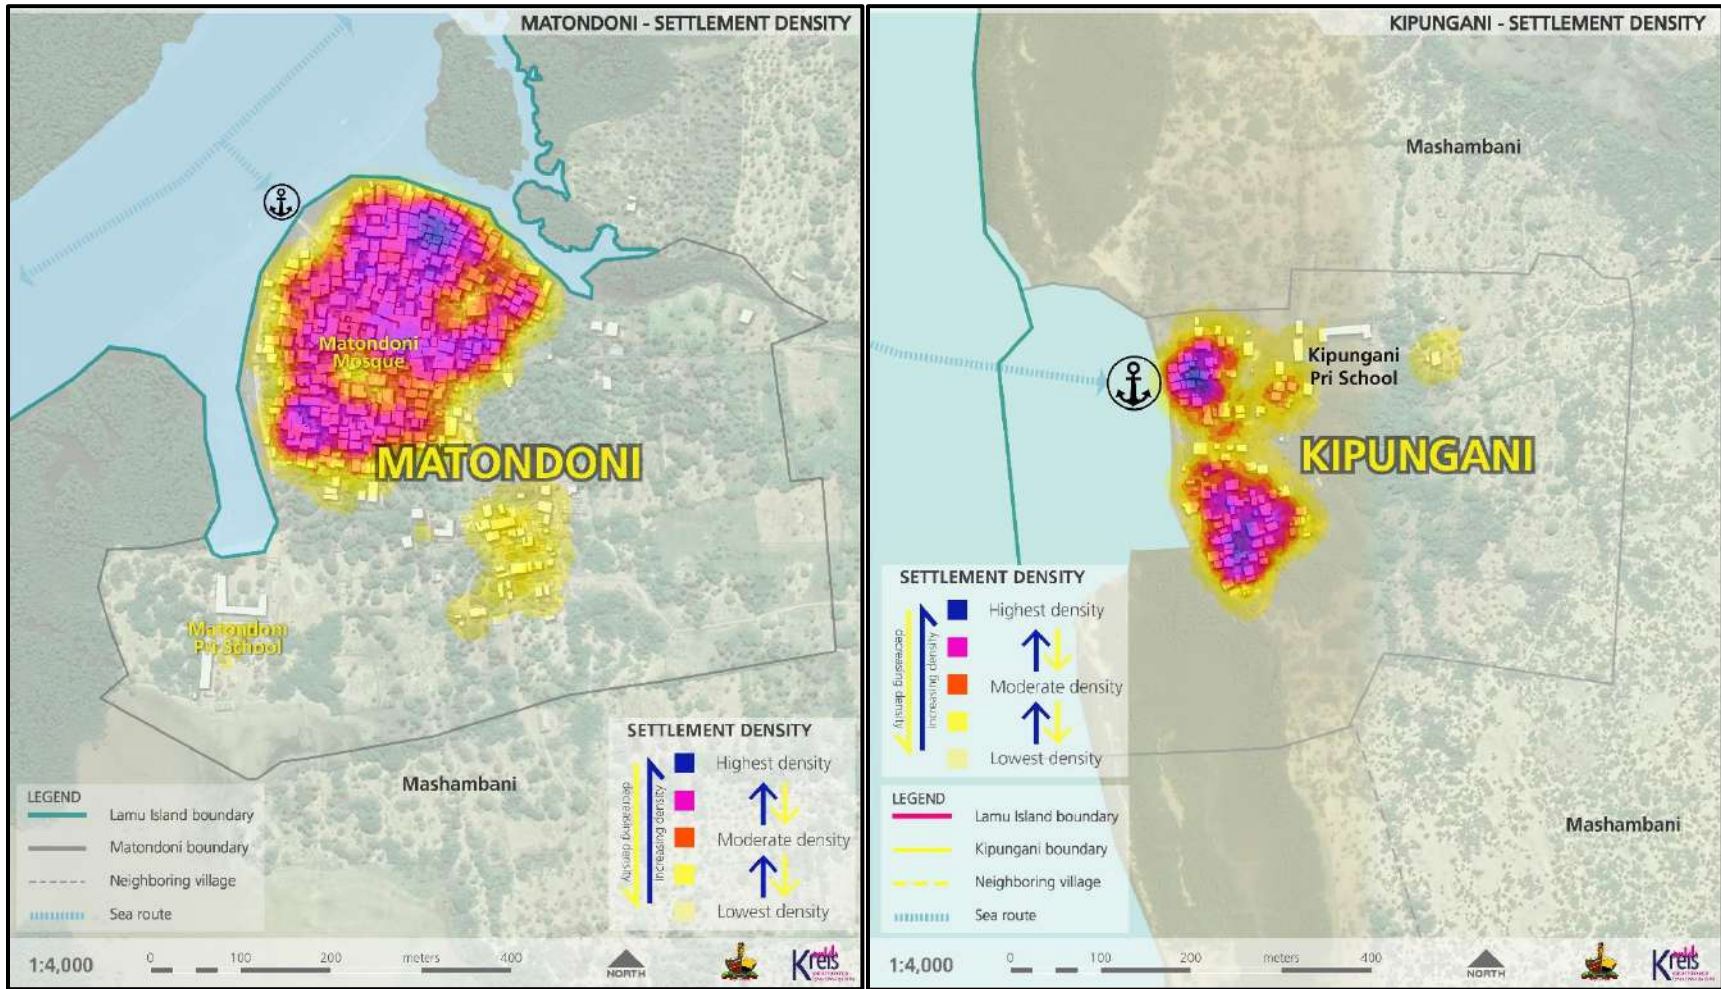 MATONDONI - SETTLEMENT DENSITY
Matondoni
Mosque
MATONDONI
Matondoni
Pri School
Mashambani
SETTLEMENT DENSITY
decreasing density
increasing density
Highest density
Moderate density
Lowest density
LEGEND
Lamu Island boundary
Matondoni boundary
Neighboring village
Sea route
1:4,000
0 100 200 meters 400
NORTH
Kreis
KIPUNGANI - SETTLEMENT DENSITY
Mashambani
Kipungani
Pri School
KIPUNGANI
SETTLEMENT DENSITY
decreasing density
increasing density
Highest density
Moderate density
Lowest density
LEGEND
Lamu Island boundary
Kipungani boundary
Neighboring village
Sea route
Mashambani
1:4,000
0 100 200 meters 400
NORTH
Kreis